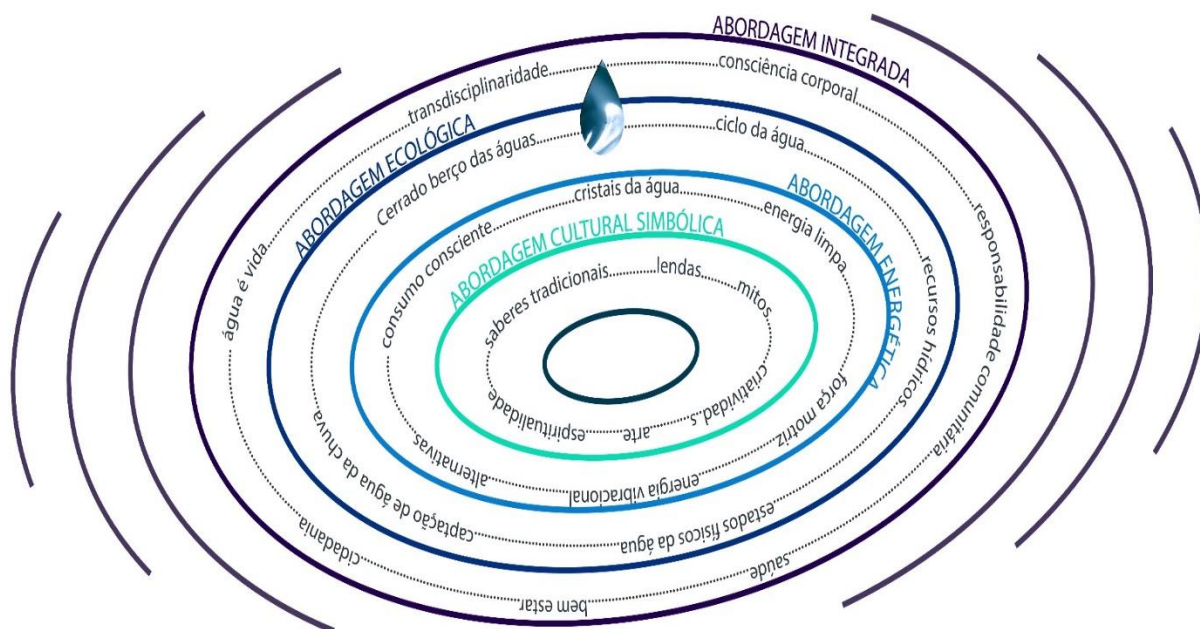 ABORDAGEM INTEGRADA
água é vida
transdisciplinaridade
consciência corporal
responsabilidade comunitária
saúde
bem estar
cidadania
ABORDAGEM ECOLÓGICA
Cerrado berço das águas
ciclo da água
recursos hídricos
estados físicos da água
captação de água da chuva
ABORDAGEM ENERGÉTICA
consumo consciente
cristais da água
energia limpa
força motriz
energia vibracional
alternativas
ABORDAGEM CULTURAL SIMBÓLICA
saberes tradicionais
lendas
mitos
criatividad..s
arte
espiritualidade